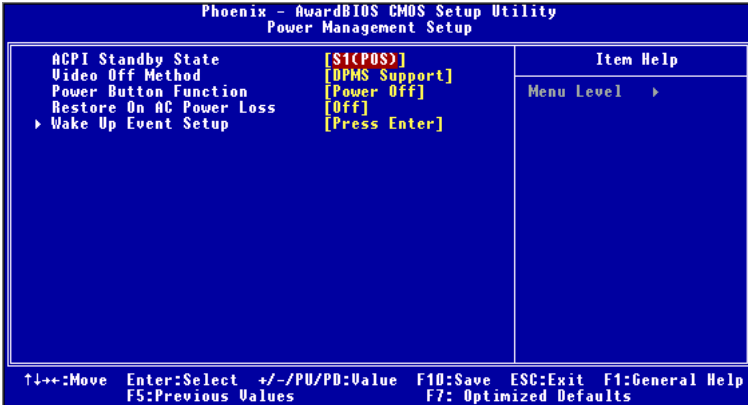 Phoenix - AwardBIOS CMOS Setup Utility
Power Management Setup
ACPI Standby State [S1(POS)]
Video Off Method [DPMS Support]
Power Button Function [Power Off]
Restore On AC Power Loss [Off]
▸ Wake Up Event Setup [Press Enter]
Item Help
Menu Level ▸
↑↓→←:Move Enter:Select +/-/PU/PD:Value F10:Save ESC:Exit F1:General Help
F5:Previous Values F7: Optimized Defaults